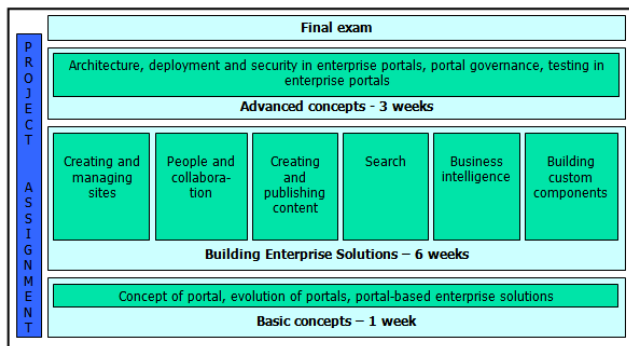 PROJECT ASSIGNMENT
Final exam
Architecture, deployment and security in enterprise portals, portal governance, testing in
enterprise portals
Advanced concepts - 3 weeks
Creating and
managing
sites
People and
collabora-
tion
Creating
and
publishing
content
Search
Business
intelligence
Building
custom
components
Building Enterprise Solutions – 6 weeks
Concept of portal, evolution of portals, portal-based enterprise solutions
Basic concepts – 1 week